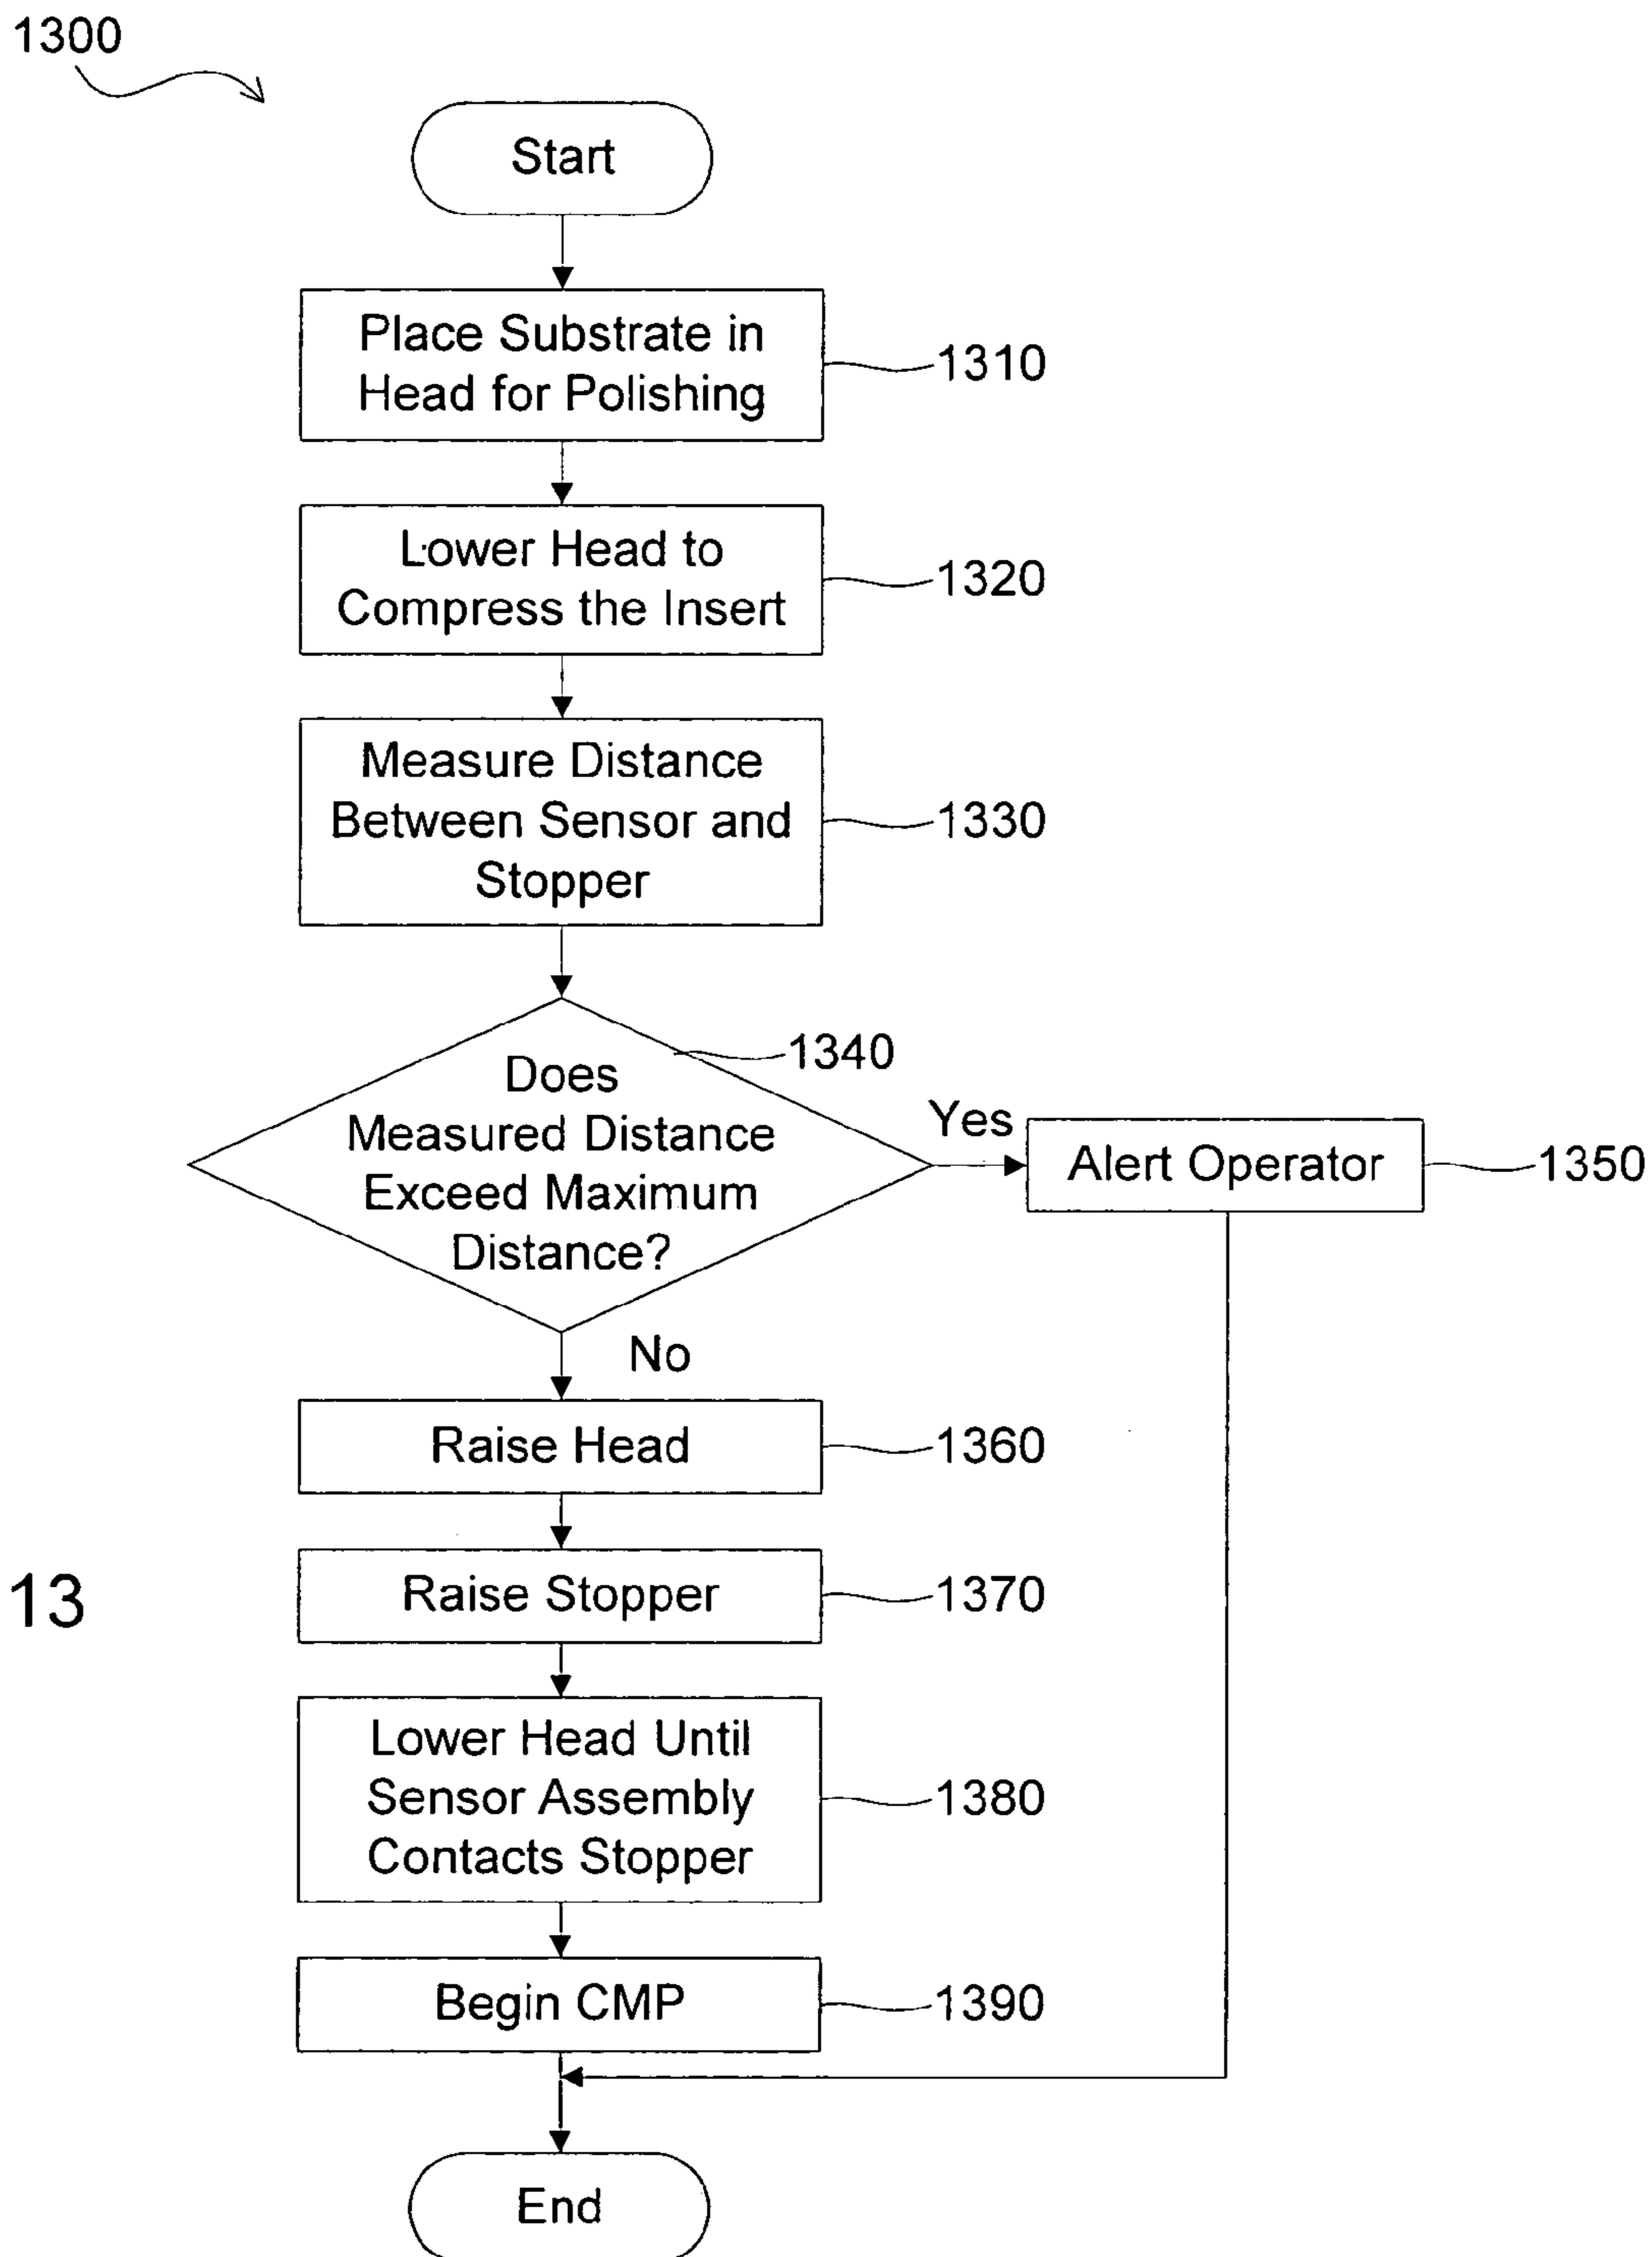 1300
Start
Place Substrate in
Head for Polishing
1310
Lower Head to
Compress the Insert
1320
Measure Distance
Between Sensor and
Stopper
1330
1340
Does
Measured Distance
Exceed Maximum
Distance?
Yes
Alert Operator
1350
No
Raise Head
1360
Raise Stopper
1370
13
Lower Head Until
Sensor Assembly
Contacts Stopper
1380
Begin CMP
1390
End